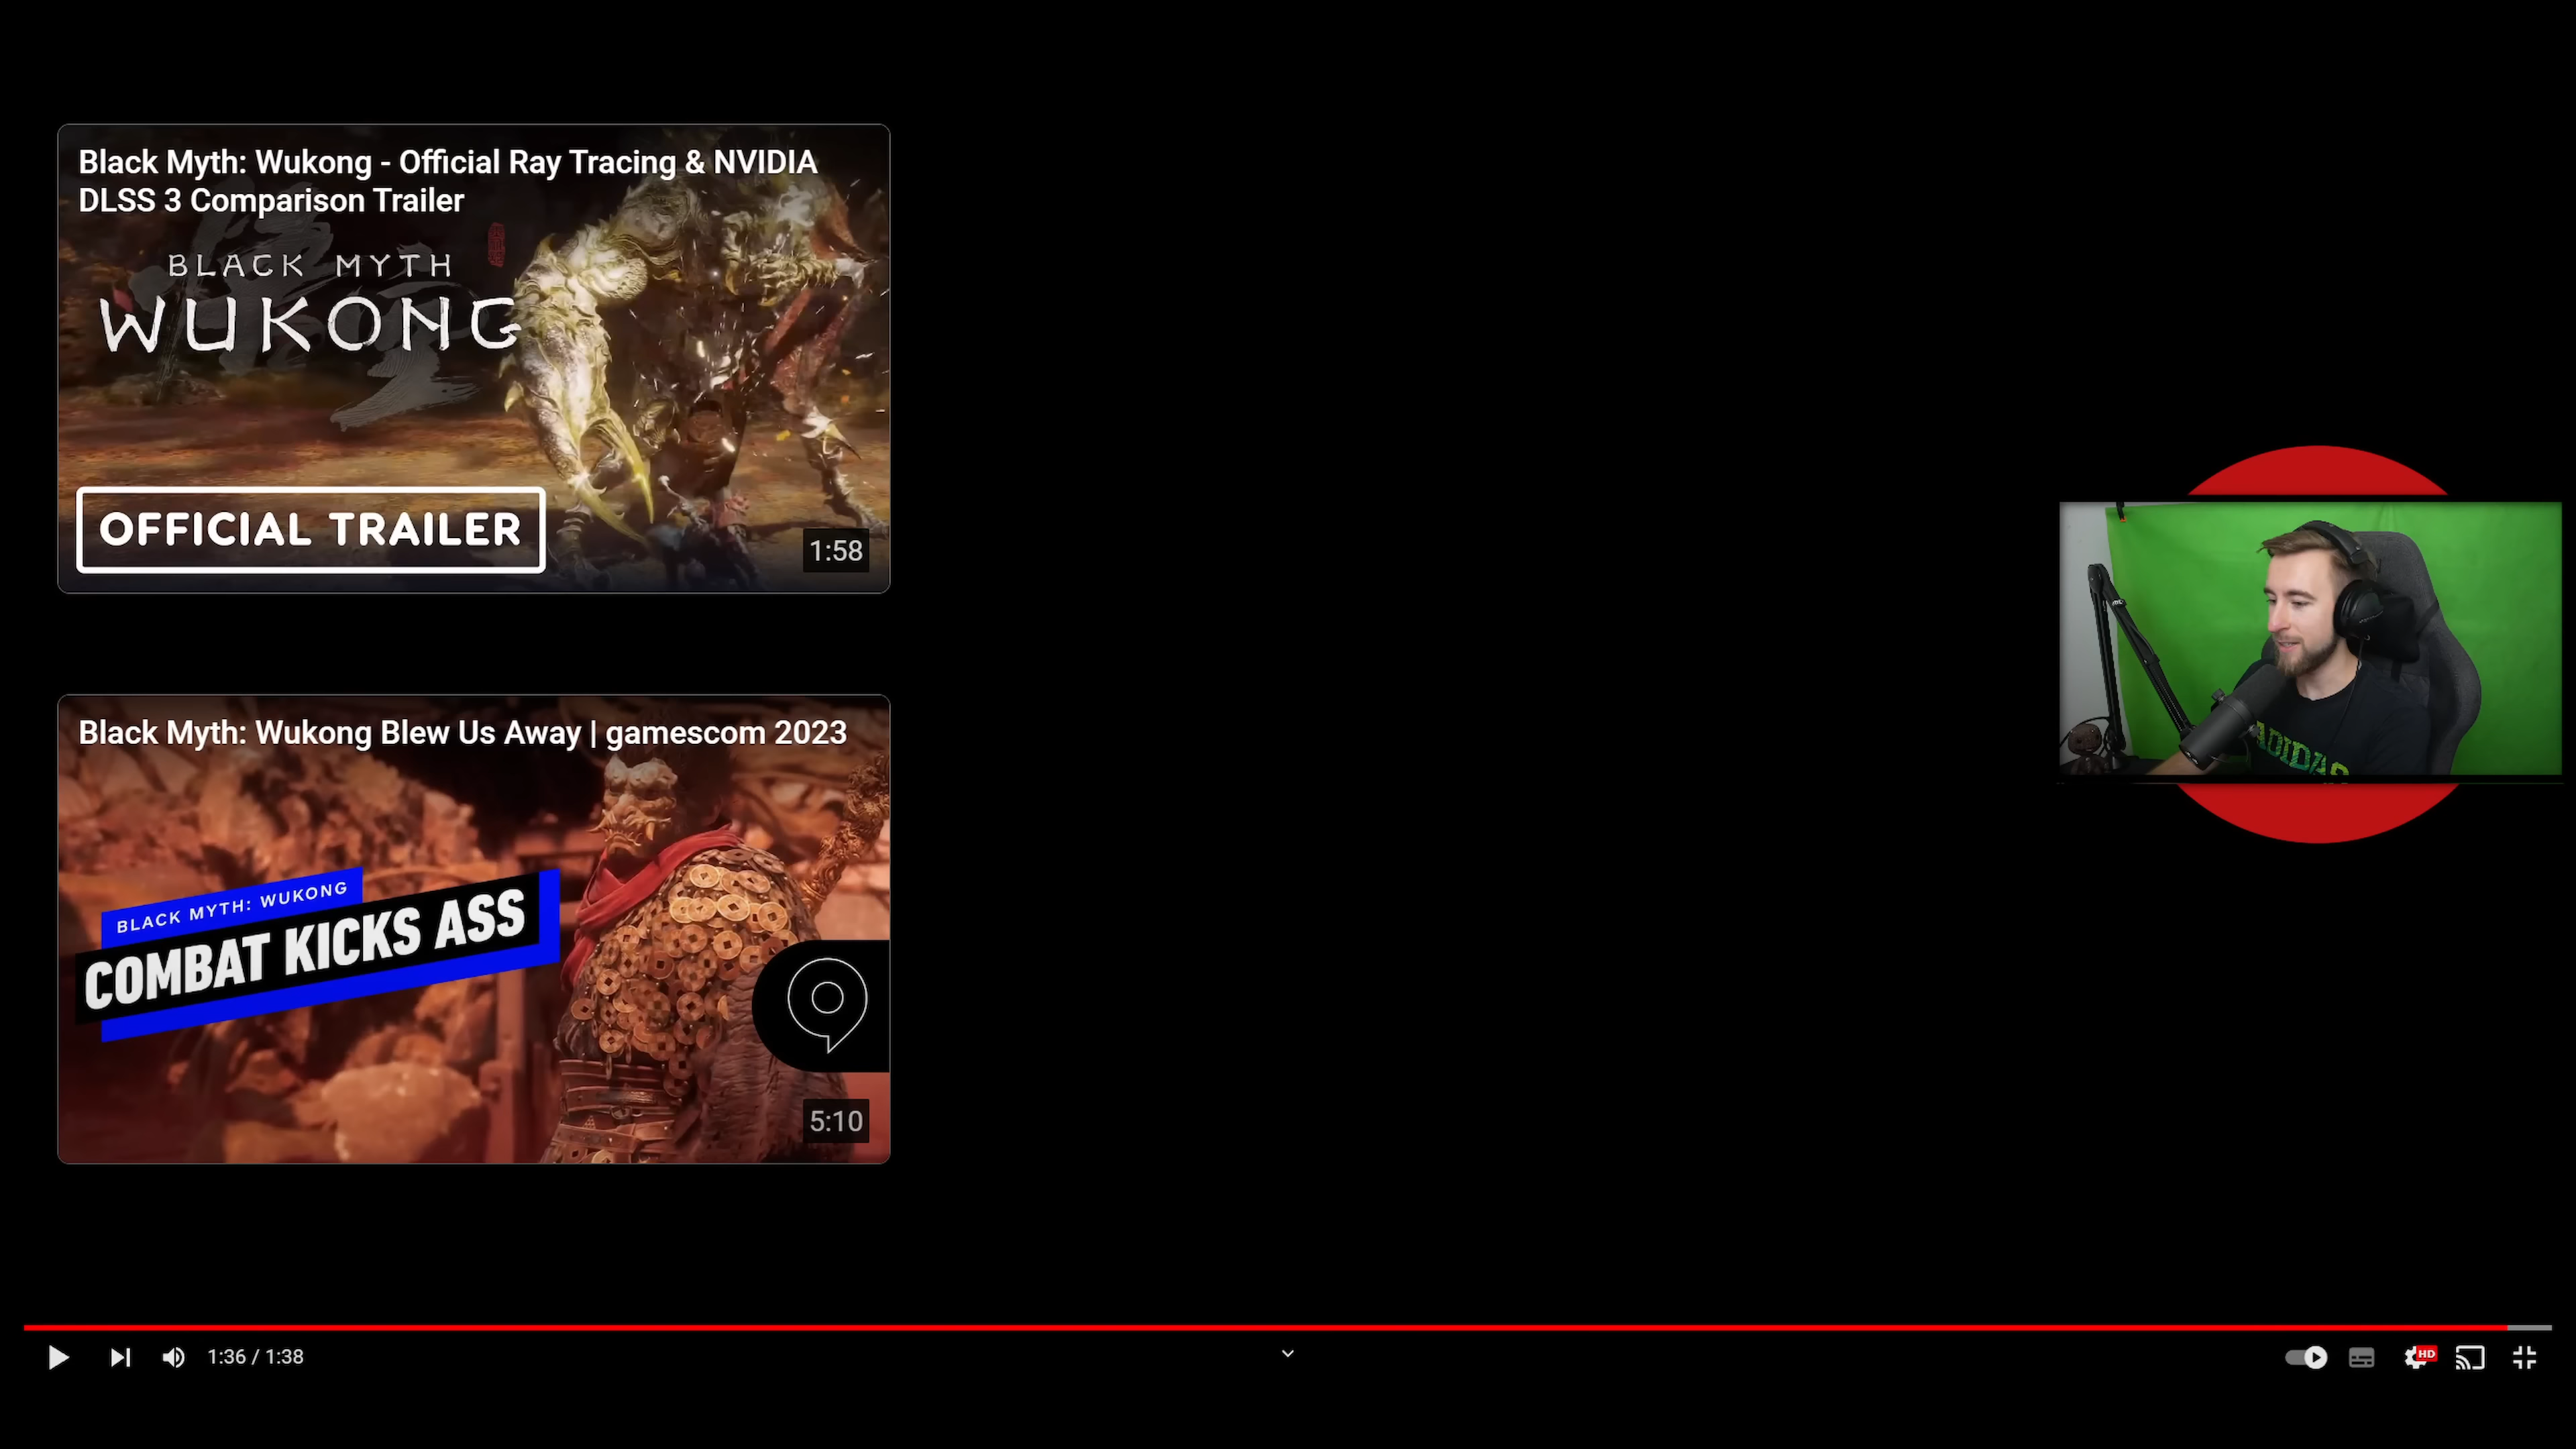 Black Myth: Wukong - Official Ray Tracing & NVIDIA
DLSS 3 Comparison Trailer
BLACK MYTH
WUKONG
OFFICIAL TRAILER
1:58
Black Myth: Wukong Blew Us Away | gamescom 2023
BLACK MYTH: WUKONG
COMBAT KICKS ASS
5:10
ADIDAS
1:36 / 1:38
HD